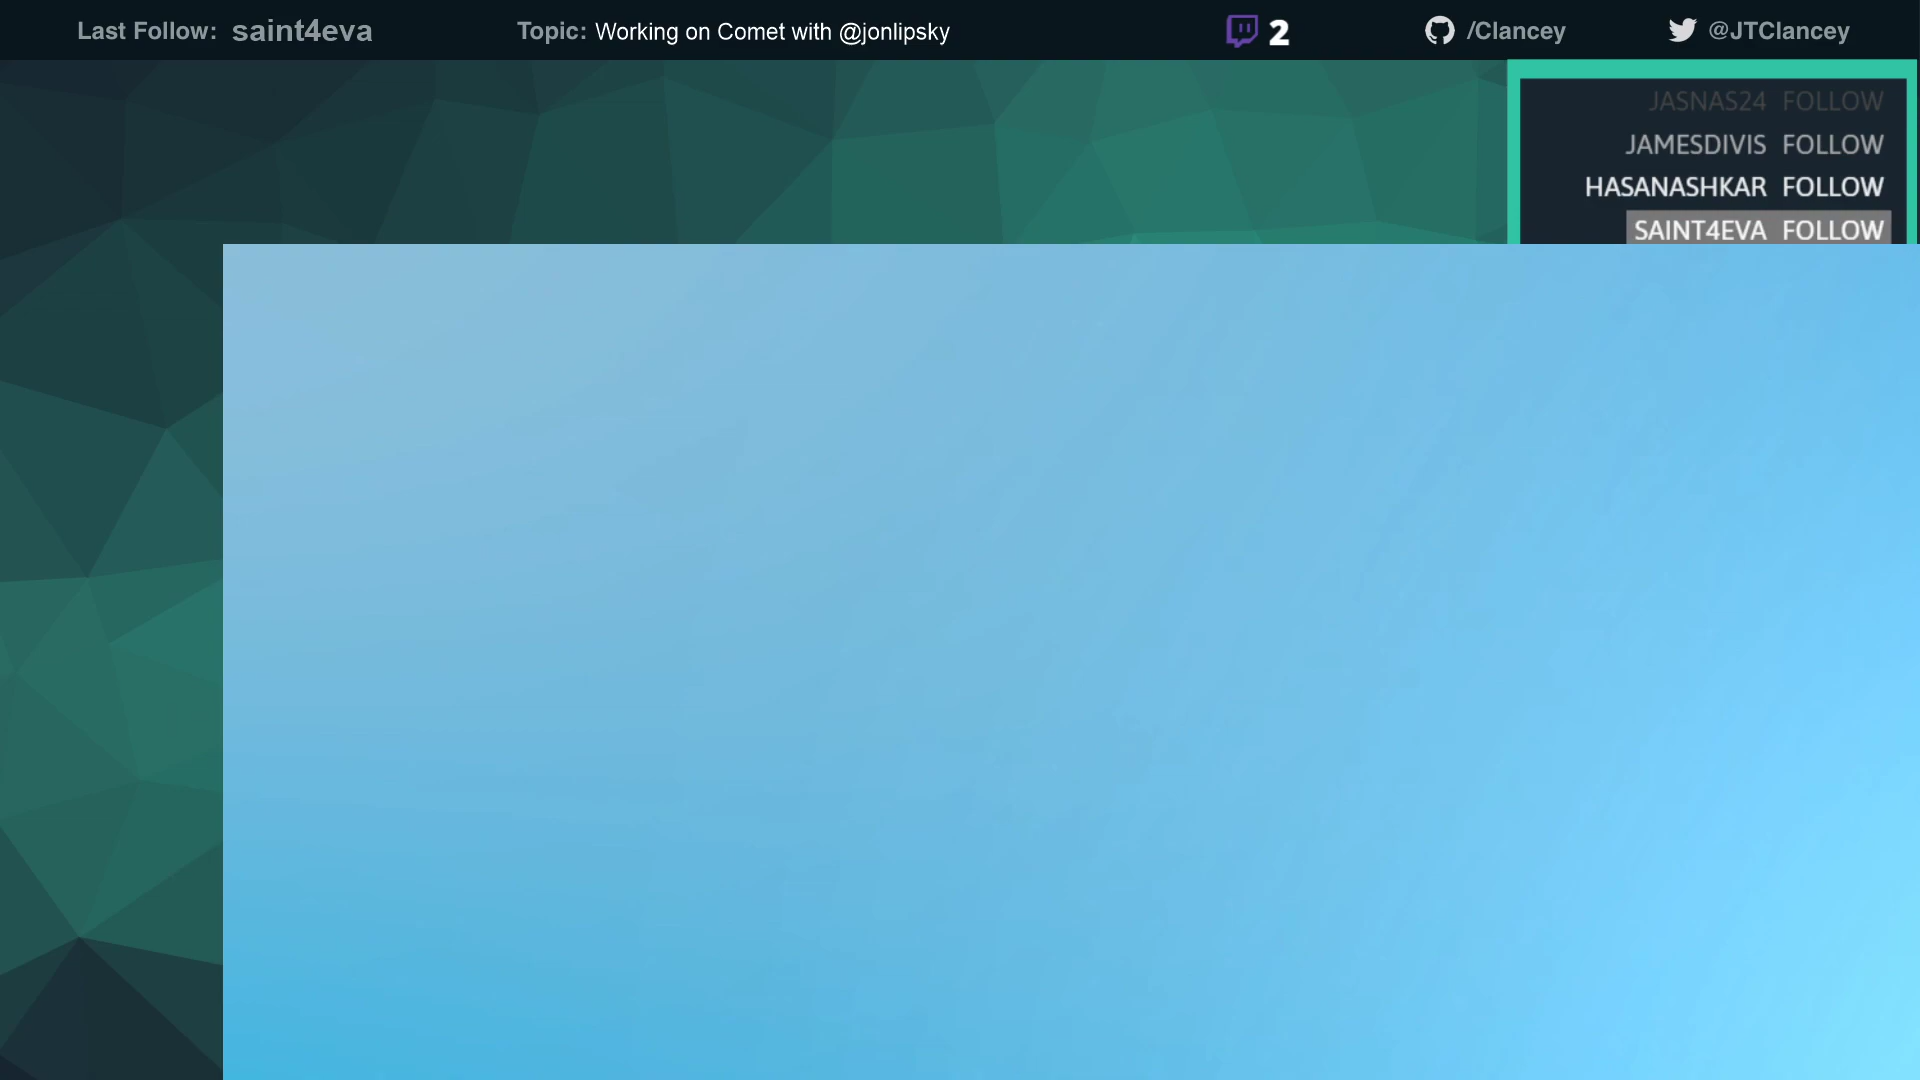 Last Follow: saint4eva
Topic: Working on Comet with @jonlipsky
2
/Clancey
@JTClancey
JASNAS24 FOLLOW
JAMESDIVIS FOLLOW
HASANASHKAR FOLLOW
SAINT4EVA FOLLOW